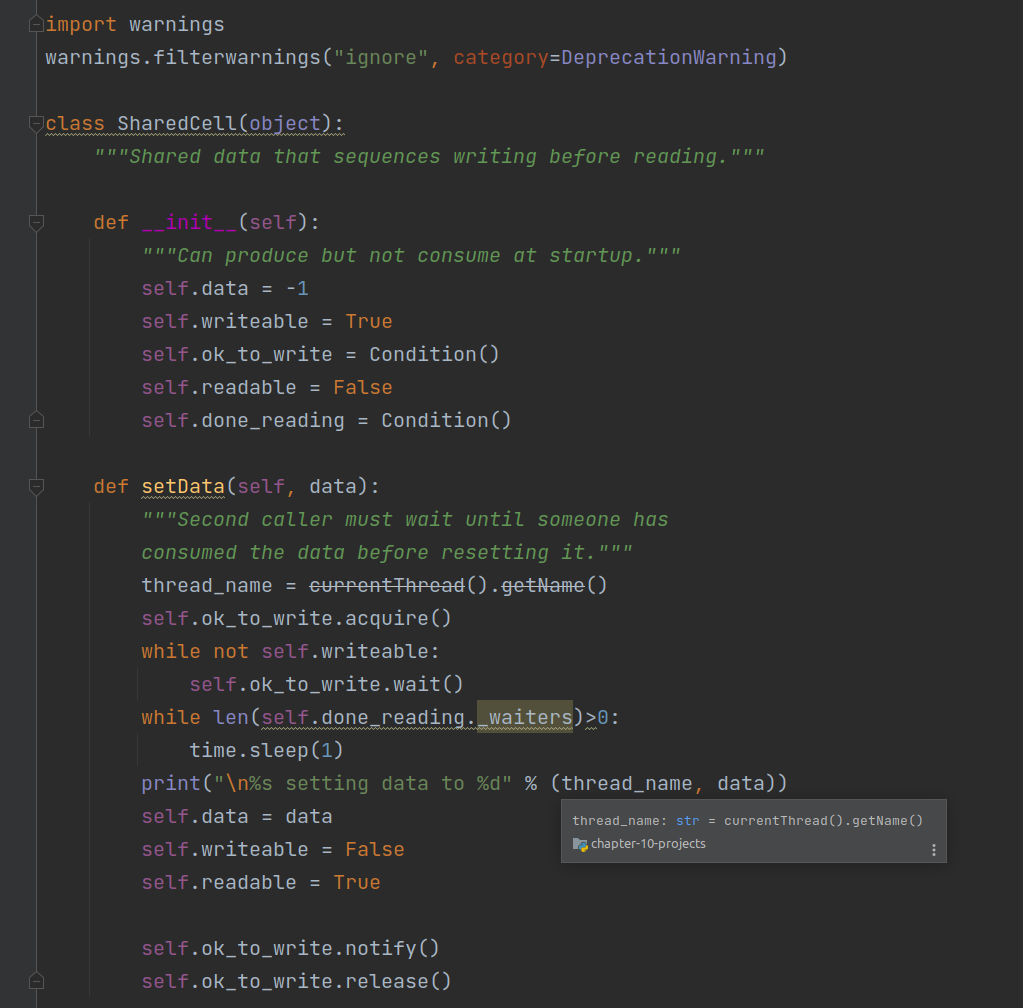 import warnings
warnings.filterwarnings("ignore", category=DeprecationWarning)
class SharedCell(object):
"""Shared data that sequences writing before reading."""
def __init__(self):
"""Can produce but not consume at startup."""
self.data = -1
self.writeable = True
self.ok_to_write = Condition()
self.readable = False
self.done_reading = Condition()
def setData(self, data):
"""Second caller must wait until someone has
consumed the data before resetting it."""
thread_name = currentThread().getName()
self.ok_to_write.acquire()
while not self.writeable:
self.ok_to_write.wait()
while len(self.done_reading._waiters)>0:
time.sleep(1)
print("\n%s setting data to %d" % (thread_name, data))
self.data = data
thread_name: str = currentThread().getName()
chapter-10-projects
self.writeable = False
self.readable = True
self.ok_to_write.notify()
self.ok_to_write.release()